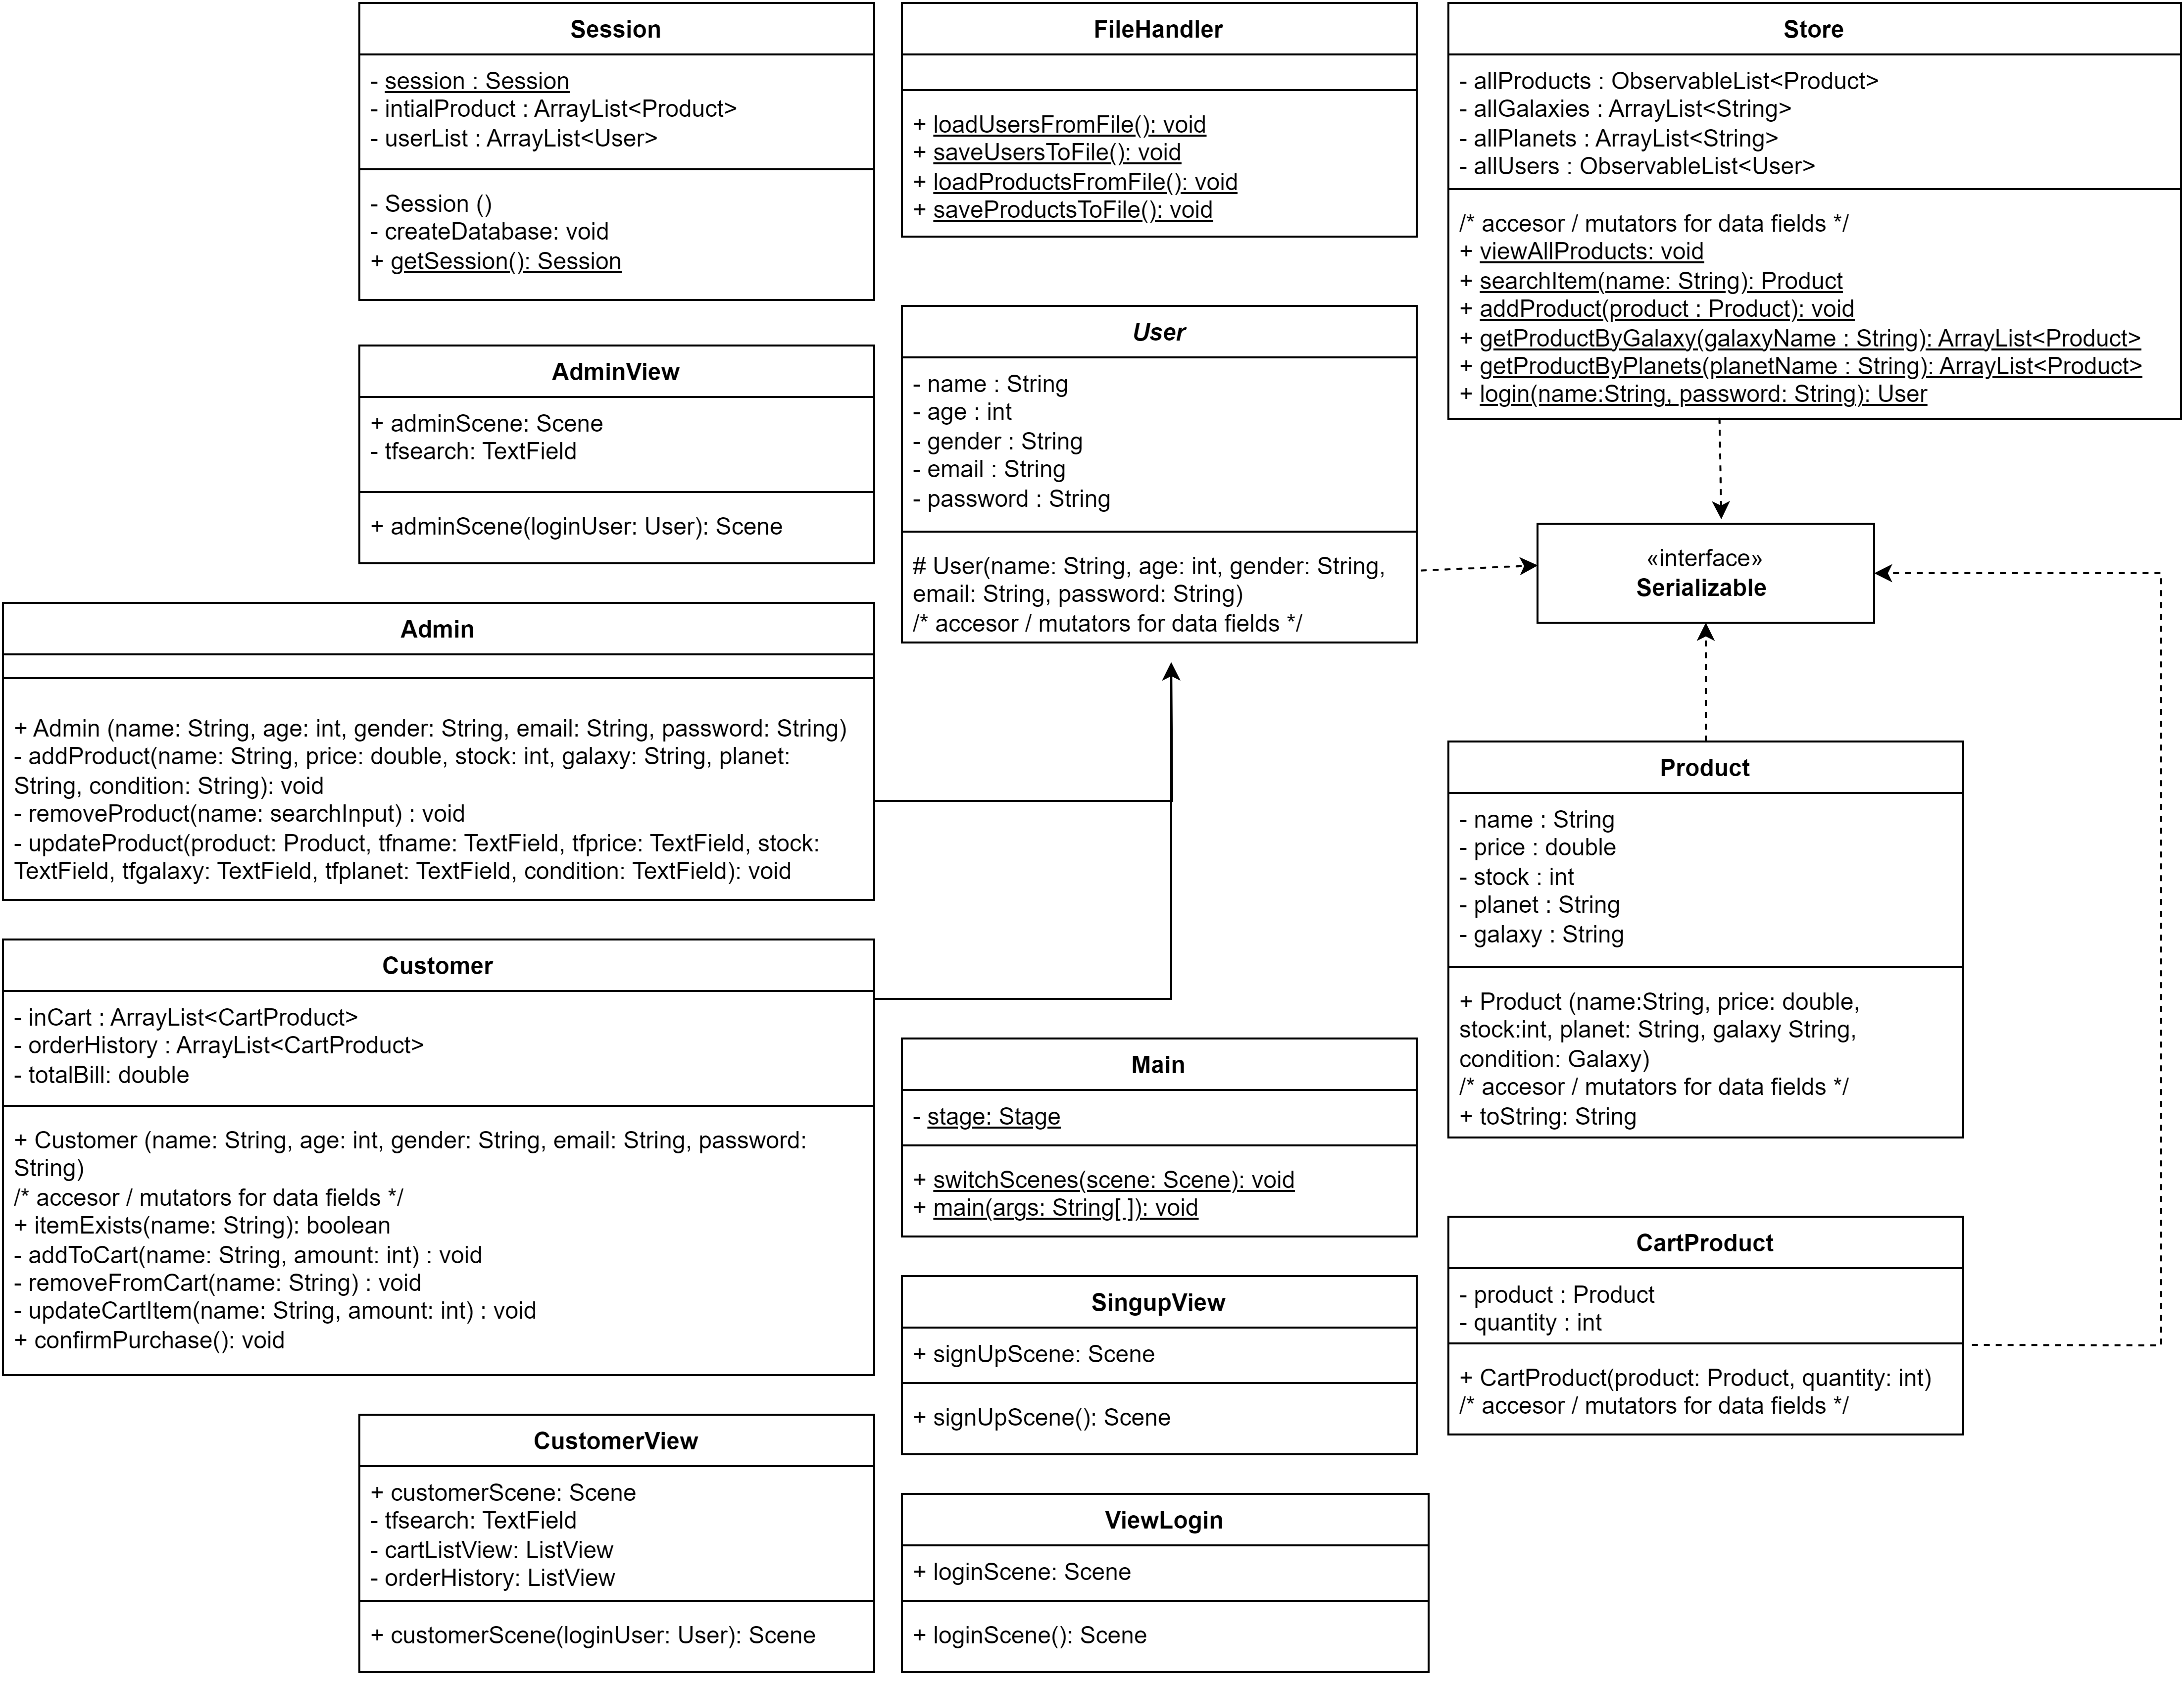 Session
- session : Session
- intialProduct : ArrayList<Product>
- userList : ArrayList<User>
- Session ()
- createDatabase: void
+ getSession(): Session
FileHandler
+ loadUsersFromFile(): void
+ saveUsersToFile(): void
+ loadProductsFromFile(): void
+ saveProductsToFile(): void
Store
- allProducts : ObservableList<Product>
- allGalaxies : ArrayList<String>
- allPlanets : ArrayList<String>
- allUsers : ObservableList<User>
/* accesor / mutators for data fields */
+ viewAllProducts: void
+ searchItem(name: String): Product
+ addProduct(product : Product): void
+ getProductByGalaxy(galaxyName : String): ArrayList<Product>
+ getProductByPlanets(planetName : String): ArrayList<Product>
+ login(name:String, password: String): User
AdminView
+ adminScene: Scene
- tfsearch: TextField
+ adminScene(loginUser: User): Scene
User
- name : String
- age : int
- gender : String
- email : String
- password : String
# User(name: String, age: int, gender: String,
email: String, password: String)
/* accesor / mutators for data fields */
«interface»
Serializable
Admin
+ Admin (name: String, age: int, gender: String, email: String, password: String)
- addProduct(name: String, price: double, stock: int, galaxy: String, planet:
String, condition: String): void
- removeProduct(name: searchInput) : void
- updateProduct(product: Product, tfname: TextField, tfprice: TextField, stock:
TextField, tfgalaxy: TextField, tfplanet: TextField, condition: TextField): void
Product
- name : String
- price : double
- stock : int
- planet : String
- galaxy : String
+ Product (name:String, price: double,
stock:int, planet: String, galaxy String,
condition: Galaxy)
/* accesor / mutators for data fields */
+ toString: String
Customer
- inCart : ArrayList<CartProduct>
- orderHistory : ArrayList<CartProduct>
- totalBill: double
+ Customer (name: String, age: int, gender: String, email: String, password:
String)
/* accesor / mutators for data fields */
+ itemExists(name: String): boolean
- addToCart(name: String, amount: int) : void
- removeFromCart(name: String) : void
- updateCartItem(name: String, amount: int) : void
+ confirmPurchase(): void
Main
- stage: Stage
+ switchScenes(scene: Scene): void
+ main(args: String[ ]): void
CartProduct
- product : Product
- quantity : int
+ CartProduct(product: Product, quantity: int)
/* accesor / mutators for data fields */
SingupView
+ signUpScene: Scene
+ signUpScene(): Scene
CustomerView
+ customerScene: Scene
- tfsearch: TextField
- cartListView: ListView
- orderHistory: ListView
+ customerScene(loginUser: User): Scene
ViewLogin
+ loginScene: Scene
+ loginScene(): Scene